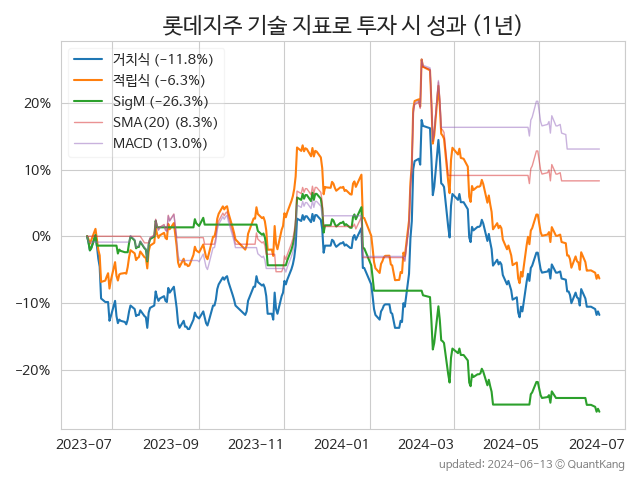 롯데지주 기술 지표로 투자 시 성과 (1년)
거치식 (−11.8%)
적립식 (−6.3%)
SigM (−26.3%)
SMA(20) (8.3%)
MACD (13.0%)
20%
10%
0%
−10%
−20%
2023-07
2023-09
2023-11
2024-01
2024-03
2024-05
2024-07
updated: 2024-06-13 ⓒ QuantKang